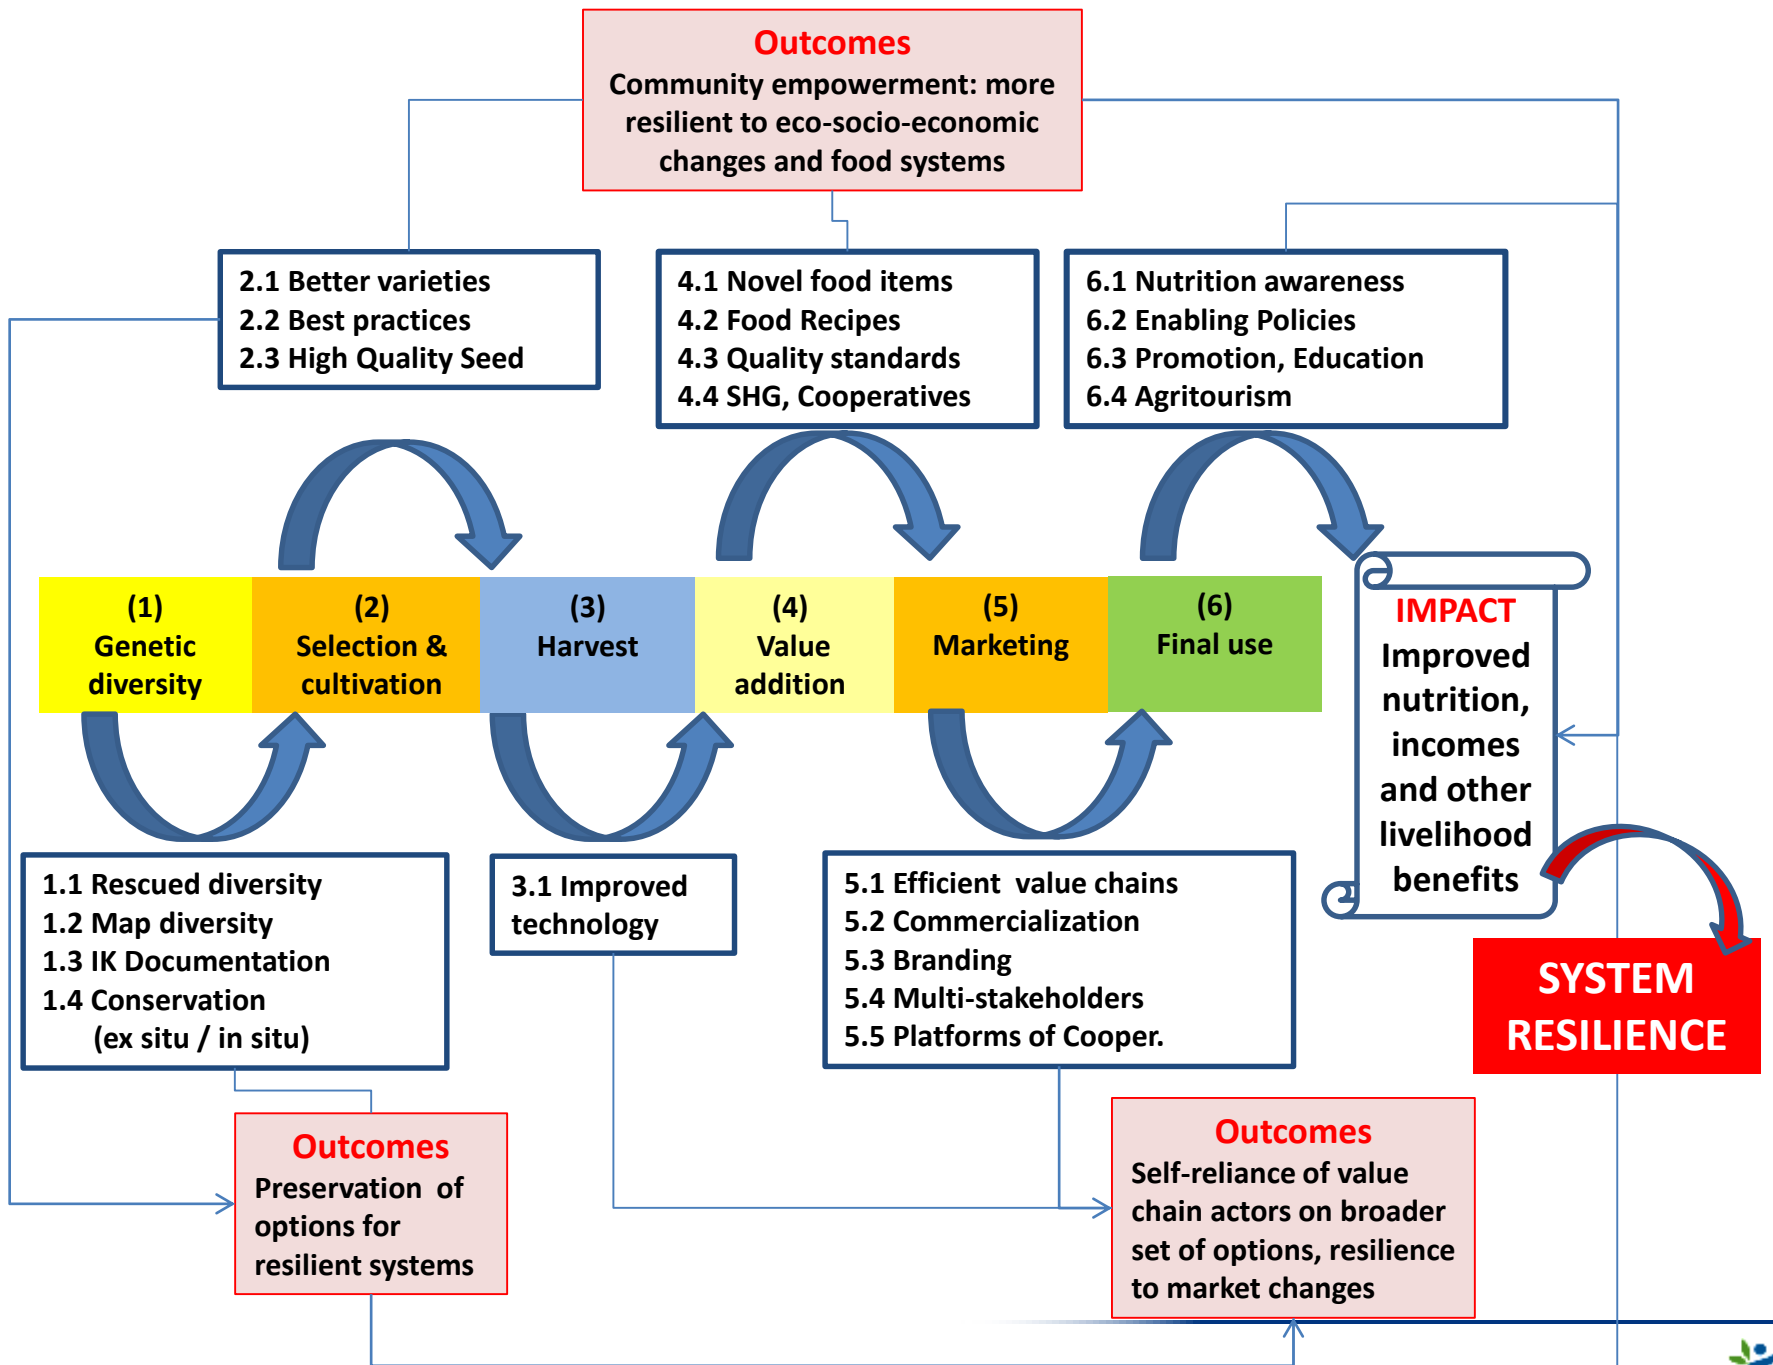 Outcomes
Community empowerment: more
resilient to eco-socio-economic
changes and food systems
2.1 Better varieties
2.2 Best practices
2.3 High Quality Seed
4.1 Novel food items
4.2 Food Recipes
4.3 Quality standards
4.4 SHG, Cooperatives
6.1 Nutrition awareness
6.2 Enabling Policies
6.3 Promotion, Education
6.4 Agritourism
(1)
Genetic
diversity
(2)
Selection &
cultivation
(3)
Harvest
(4)
Value
addition
(5)
Marketing
(6)
Final use
IMPACT
Improved
nutrition,
incomes
and other
livelihood
benefits
1.1 Rescued diversity
1.2 Map diversity
1.3 IK Documentation
1.4 Conservation
(ex situ / in situ)
3.1 Improved
technology
5.1 Efficient  value chains
5.2 Commercialization
5.3 Branding
5.4 Multi-stakeholders
5.5 Platforms of Cooper.
SYSTEM
RESILIENCE
Outcomes
Preservation  of
options for
resilient systems
Outcomes
Self-reliance of value
chain actors on broader
set of options, resilience
to market changes